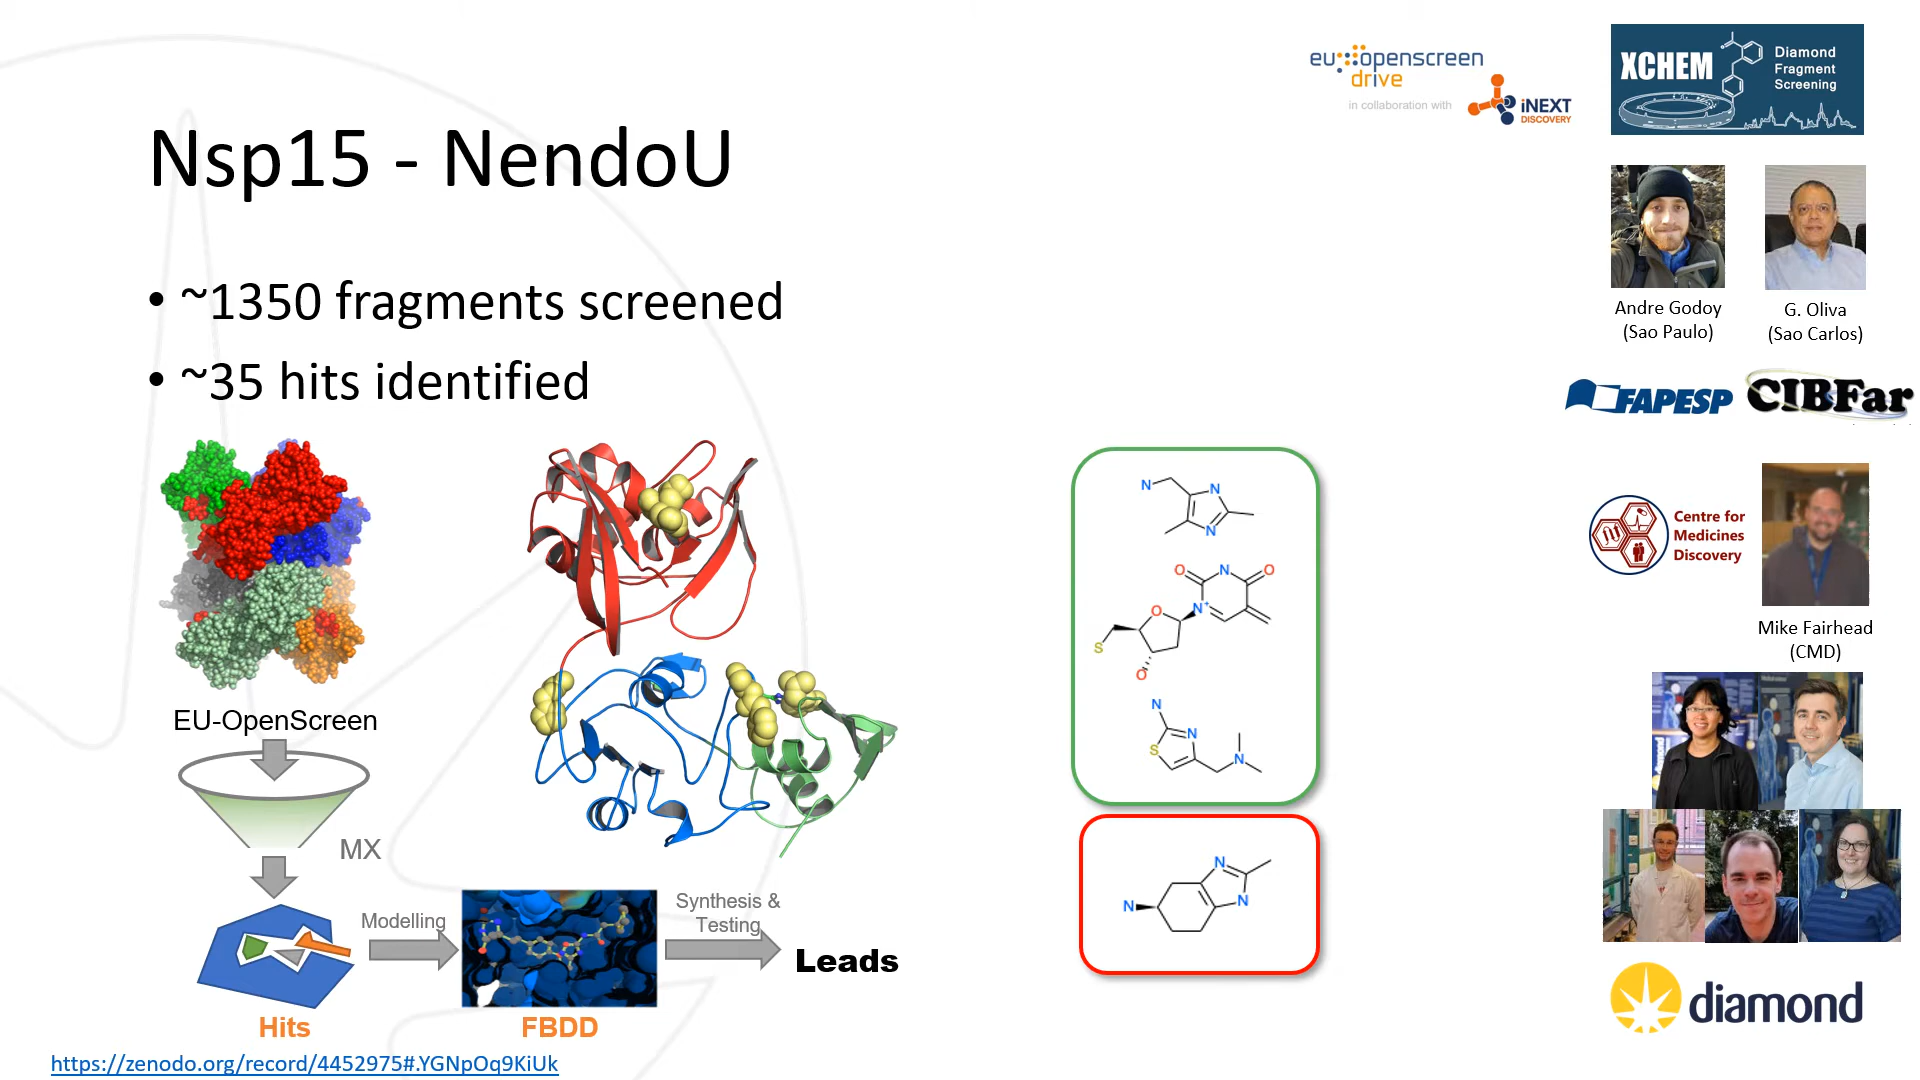 Nsp15 - NendoU
• ~1350 fragments screened
• ~35 hits identified
EU-OpenScreen
MX
Modelling
Synthesis &
Testing
Leads
Hits
FBDD
https://zenodo.org/record/4452975#.YGNpOq9KiUk
N
N
N
O
N
O
O
N+
S
O
N
N
S
N
N
N
N
eu openscreen
drive
in collaboration with
iNEXT
DISCOVERY
XCHEM
Diamond
Fragment
Screening
Andre Godoy
(Sao Paulo)
G. Oliva
(Sao Carlos)
FAPESP
CIBFar
Centre for
Medicines
Discovery
Mike Fairhead
(CMD)
diamond